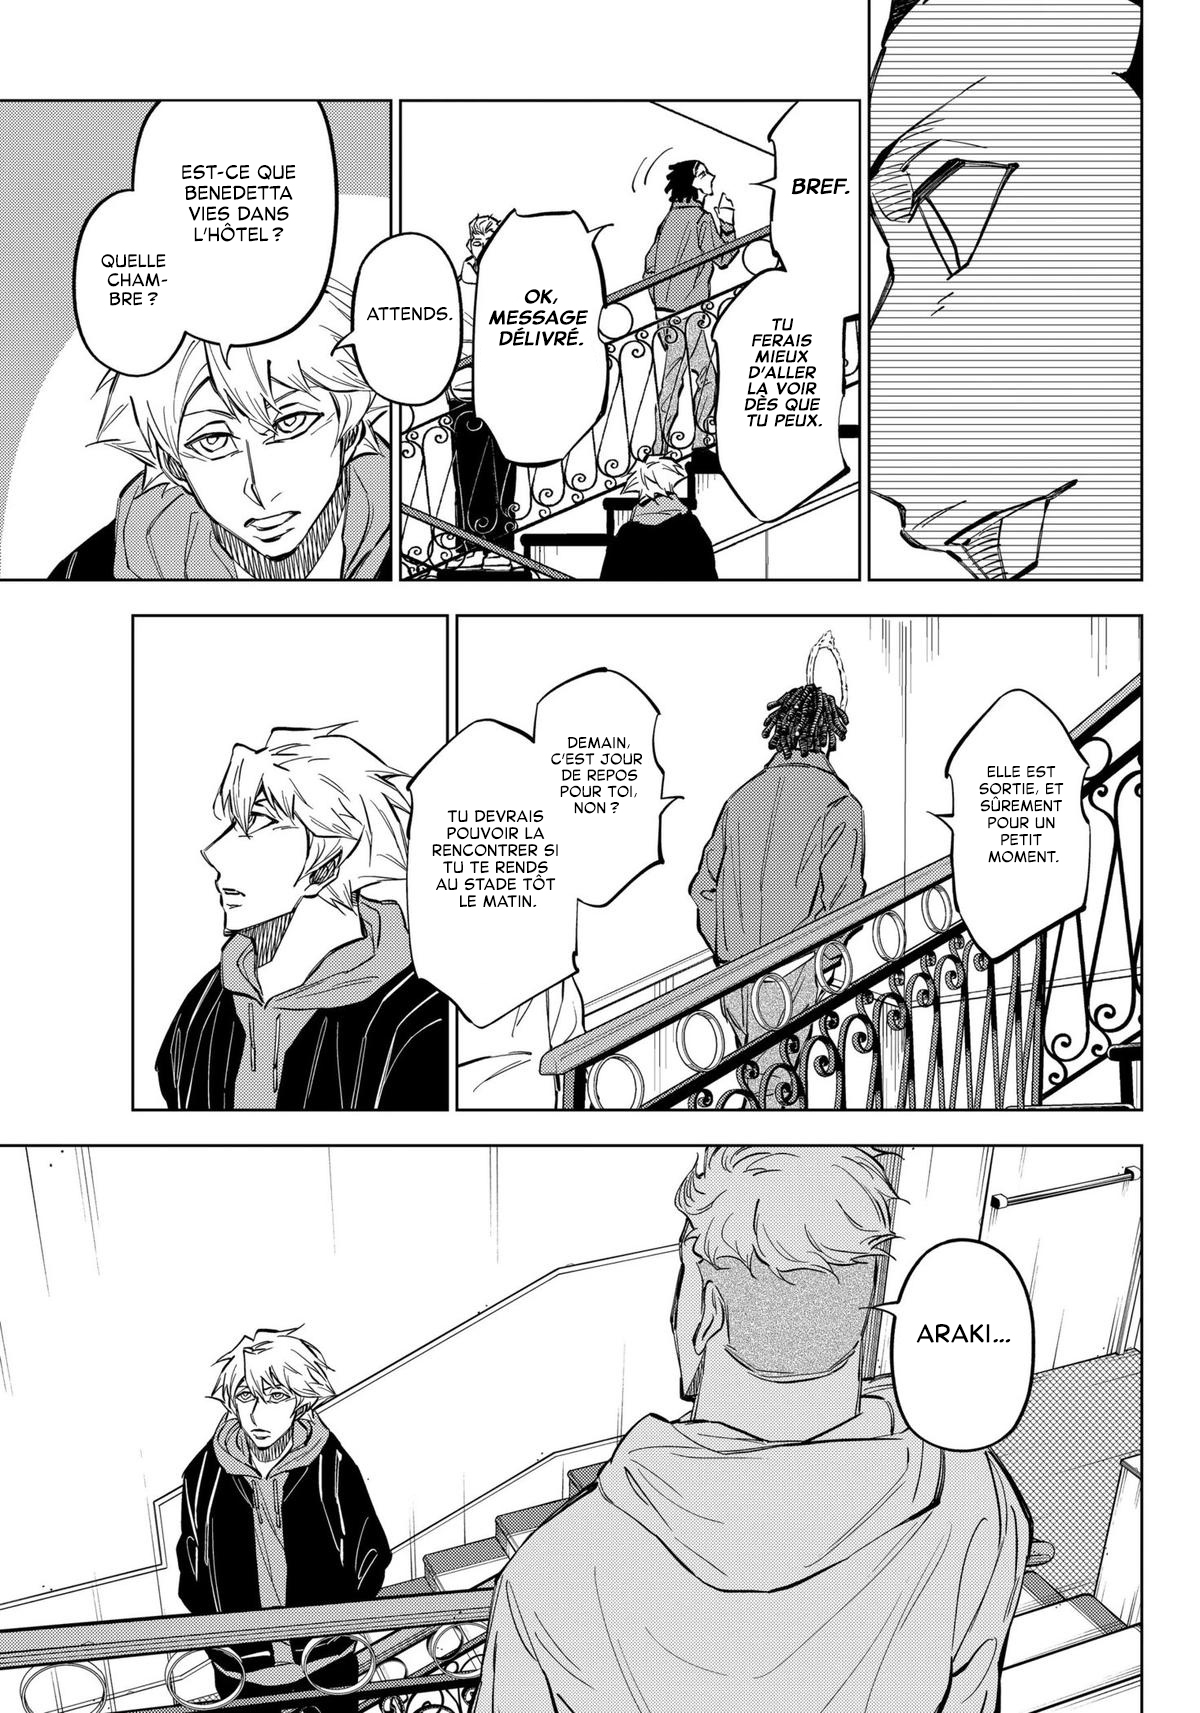 BREF.
TU
FERAIS
MIEUX
D'ALLER
LA VOIR
DÈS QUE
TU PEUX.
OK,
MESSAGE
DÉLIVRÉ.
ATTENDS.
EST-CE QUE
BENEDETTA
VIES DANS
L'HÔTEL ?
QUELLE
CHAM-
BRE ?
ELLE EST
SORTIE, ET
SÛREMENT
POUR UN
PETIT
MOMENT.
DEMAIN,
C'EST JOUR
DE REPOS
POUR TOI,
NON ?
TU DEVRAIS
POUVOIR LA
RENCONTRER SI
TU TE RENDS
AU STADE TÔT
LE MATIN.
ARAKI...